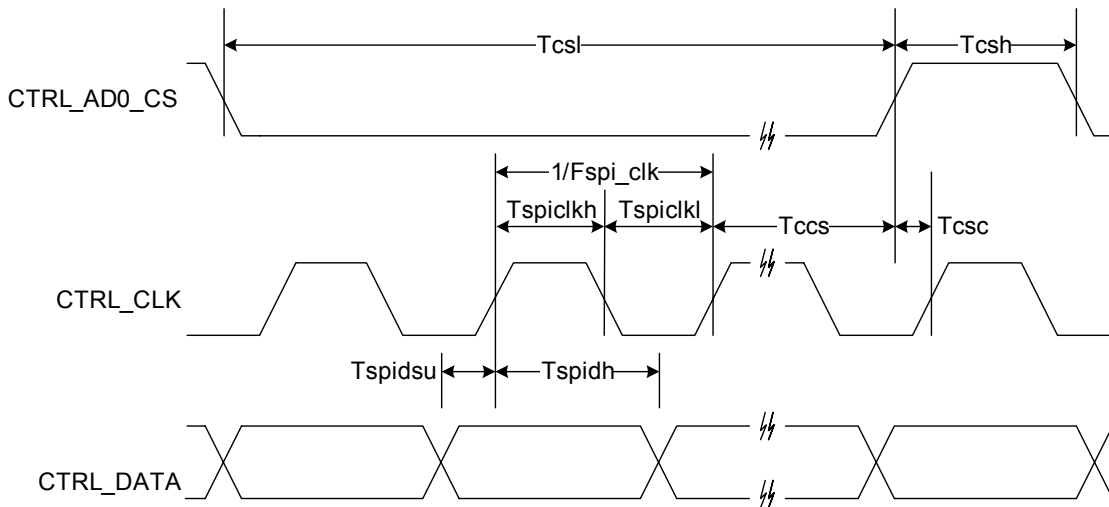 Tcsl
Tcsh
CTRL_AD0_CS
1/Fspi_clk
Tspiclkh
Tspiclkl
Tccs
Tcsc
CTRL_CLK
Tspidsu
Tspidh
CTRL_DATA